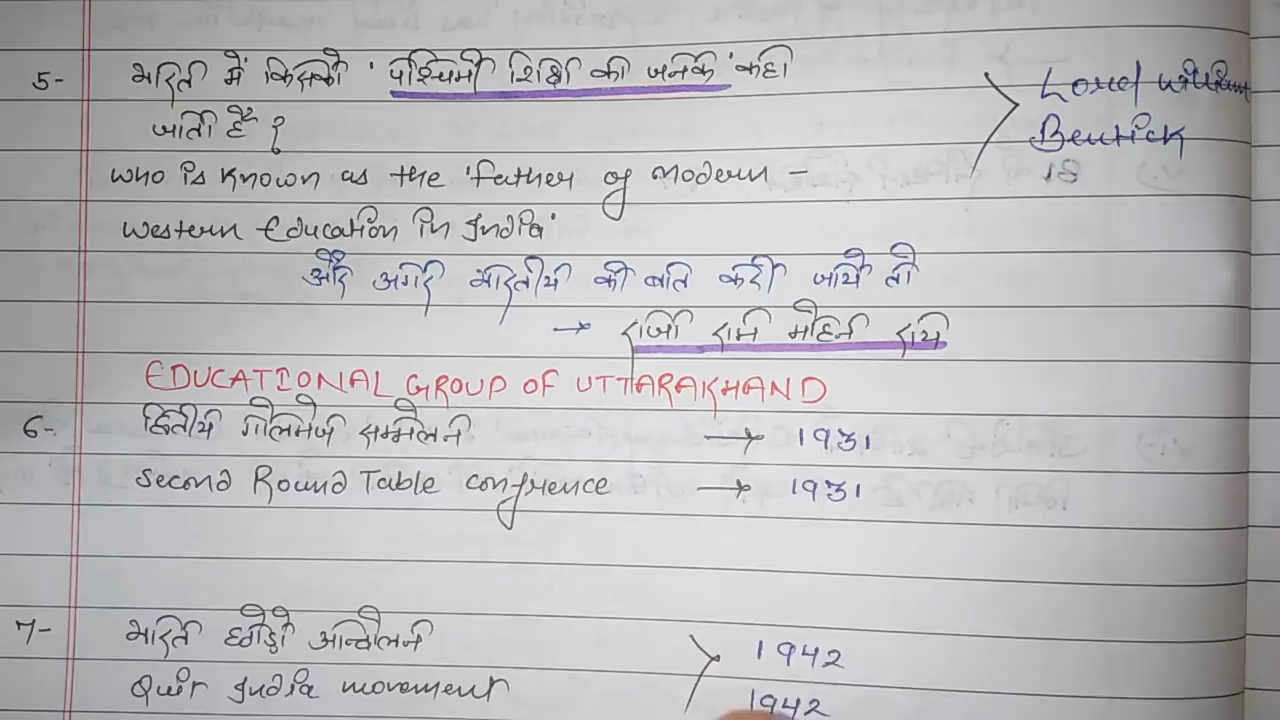 5- भारत में किसको 'पश्चिमी शिक्षा का जनक' कहा
जाता है ?
Who is known as the 'Father of Modern -
Western Education in India'
Lord William
Bentick
18
और अगर भारतीय की बात करी जाये तो
→ राजा राम मोहन राय
EDUCATIONAL GROUP OF UTTARAKHAND
6- द्वितीय गोलमेज सम्मेलन → 1931
Second Round Table confrence → 1931
7- भारत छोड़ो आन्दोलन 1942
Quit India movement 1942